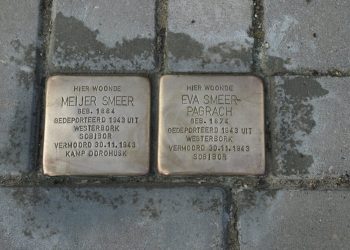 HIER WOONDE
MEIJER SMEER
GEB. 1864
GEDEPORTEERD 1943 UIT
WESTERBORK
SOBIBOR
VERMOORD 30.11.1943
KAMP DOROHUSK
HIER WOONDE
EVA SMEER-
PAGRACH
GEB. 1874
GEDEPORTEERD 1943 UIT
WESTERBORK
VERMOORD 30.11.1943
SOBIBOR